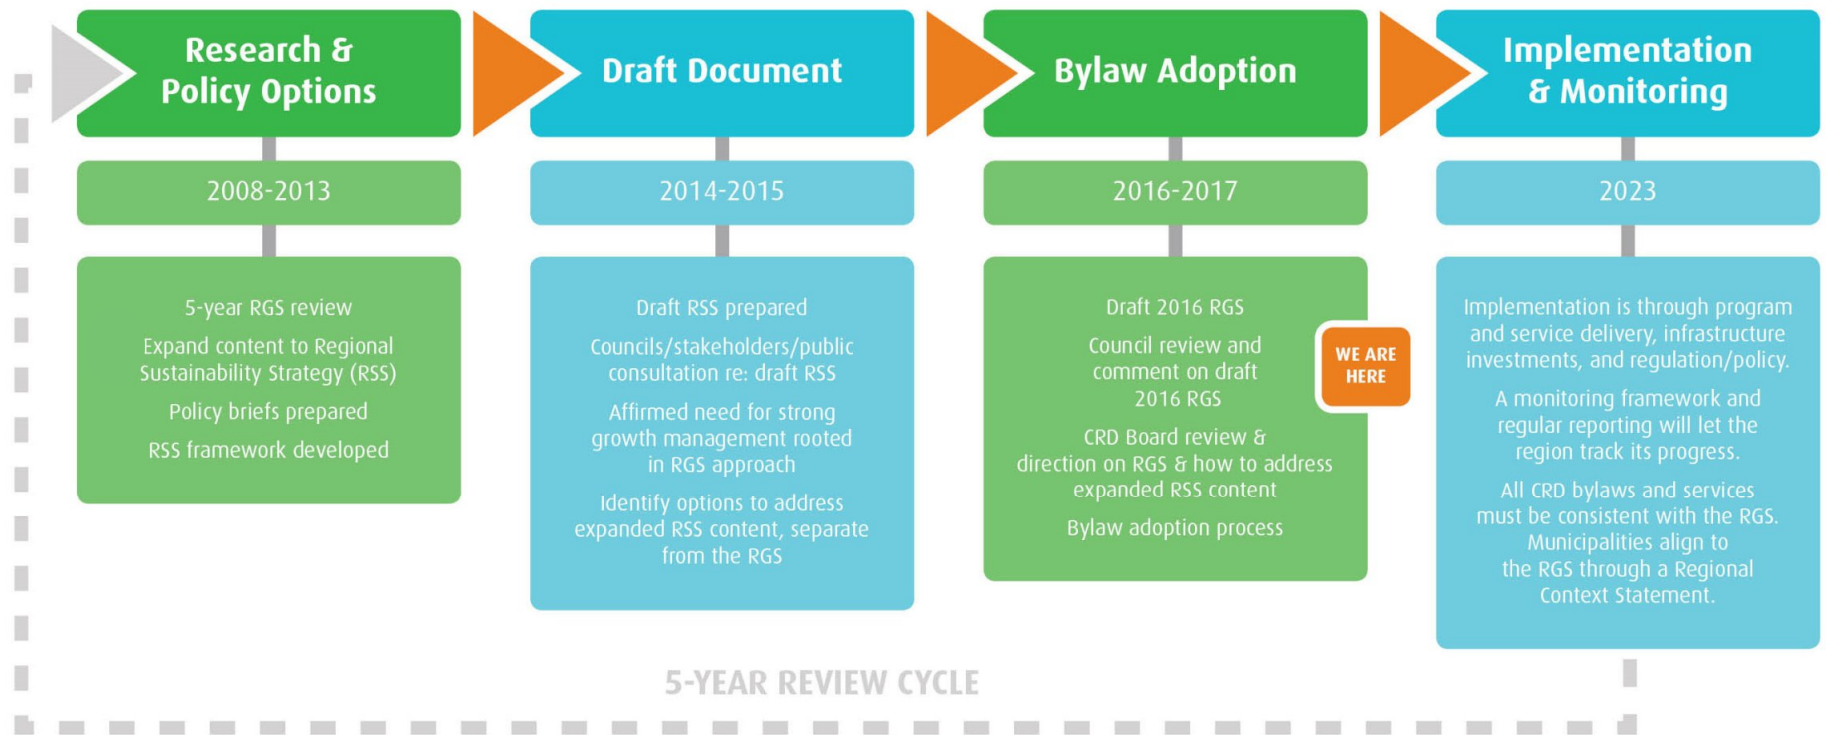 Research &
Policy Options
2008-2013
5-year RGS review
Expand content to Regional
Sustainability Strategy (RSS)
Policy briefs prepared
RSS framework developed
Draft Document
2014-2015
Draft RSS prepared
Councils/stakeholders/public
consultation re: draft RSS
Affirmed need for strong
growth management rooted
in RGS approach
Identify options to address
expanded RSS content, separate
from the RGS
Bylaw Adoption
2016-2017
Draft 2016 RGS
Council review and
comment on draft
2016 RGS
CRD Board review &
direction on RGS & how to address
expanded RSS content
Bylaw adoption process
WE ARE
HERE
Implementation
& Monitoring
2023
Implementation is through program
and service delivery, infrastructure
investments, and regulation/policy.
A monitoring framework and
regular reporting will let the
region track its progress.
All CRD bylaws and services
must be consistent with the RGS.
Municipalities align to
the RGS through a Regional
Context Statement.
5-YEAR REVIEW CYCLE